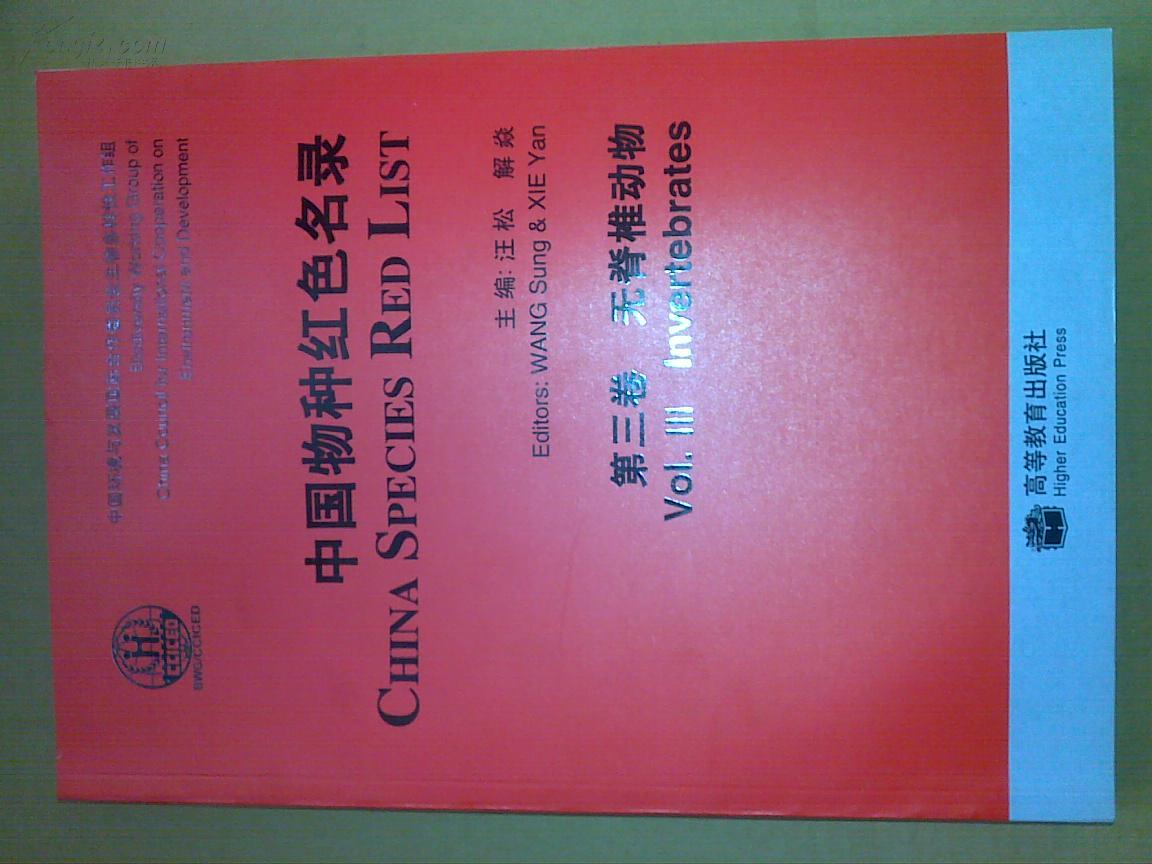 中国环境与发展国际合作委员会生物多样性工作组
Biodiversity Working Group of
China Council for International Cooperation on
Environment and Development
CCICED
BWG/CCICED
中国物种红色名录
CHINA SPECIES RED LIST
主编: 汪松 解焱
Editors: WANG Sung & XIE Yan
第三卷 无脊椎动物
Vol. III Invertebrates
高等教育出版社
Higher Education Press